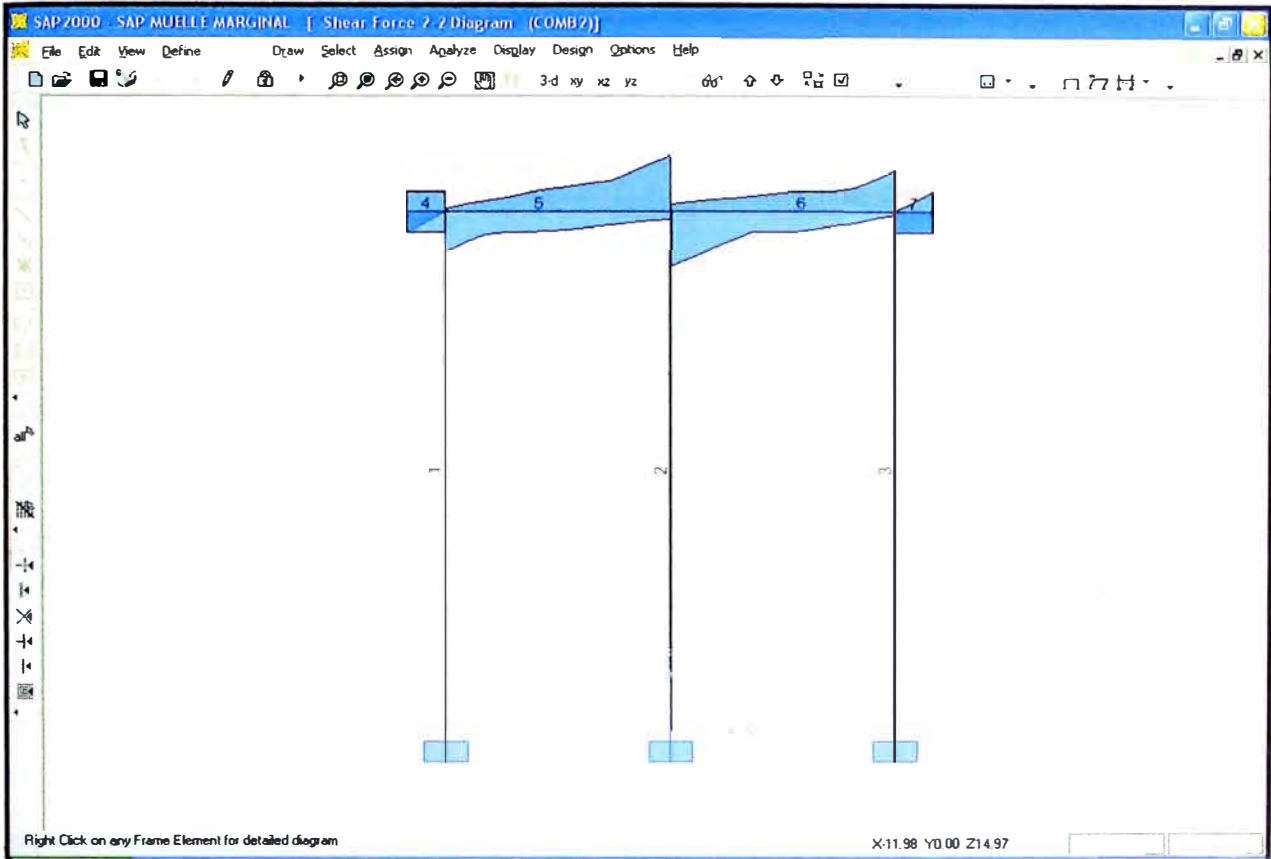 SAP2000 - SAP MUELLE MARGINAL - [ Shear Force 2-2 Diagram (COMB2)]
File Edit View Define Draw Select Assign Analyze Display Design Options Help
3-d xy xz yz
all
4 5 6 7
1 2 3
Right Click on any Frame Element for detailed diagram
X-11.98 Y0.00 Z14.97